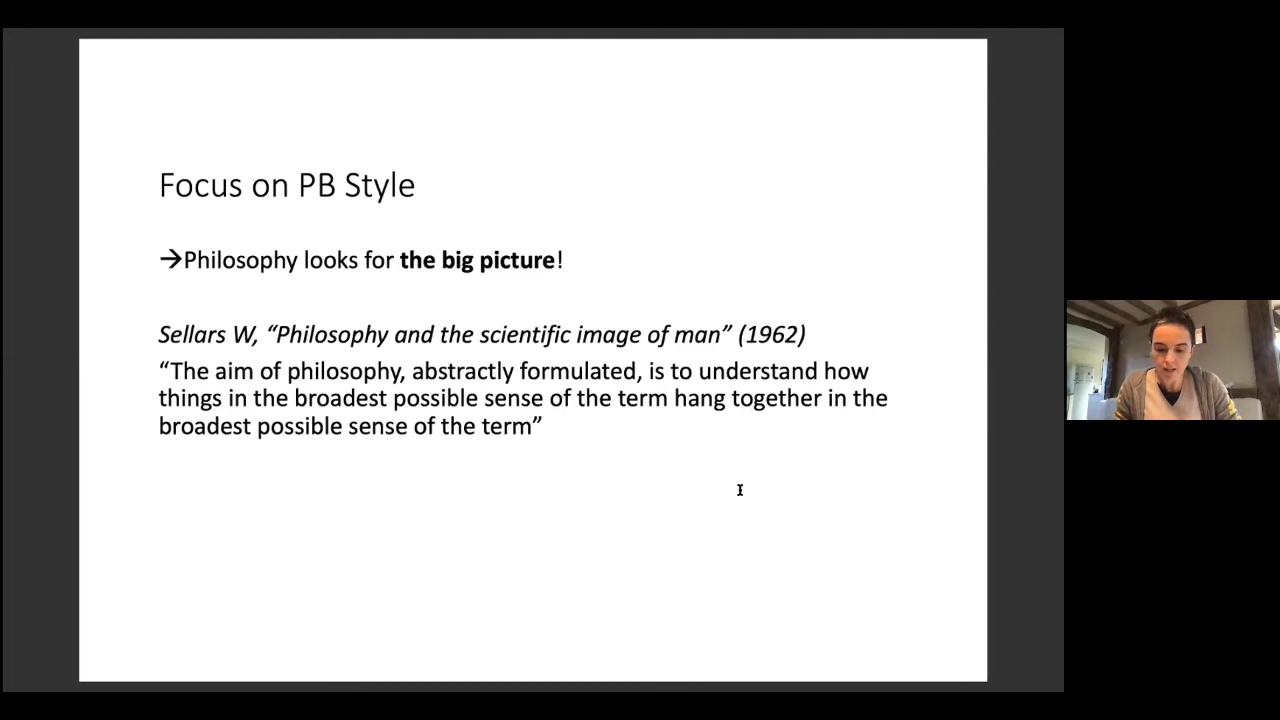 Focus on PB Style
→Philosophy looks for the big picture!
Sellars W, “Philosophy and the scientific image of man” (1962)
“The aim of philosophy, abstractly formulated, is to understand how
things in the broadest possible sense of the term hang together in the
broadest possible sense of the term”